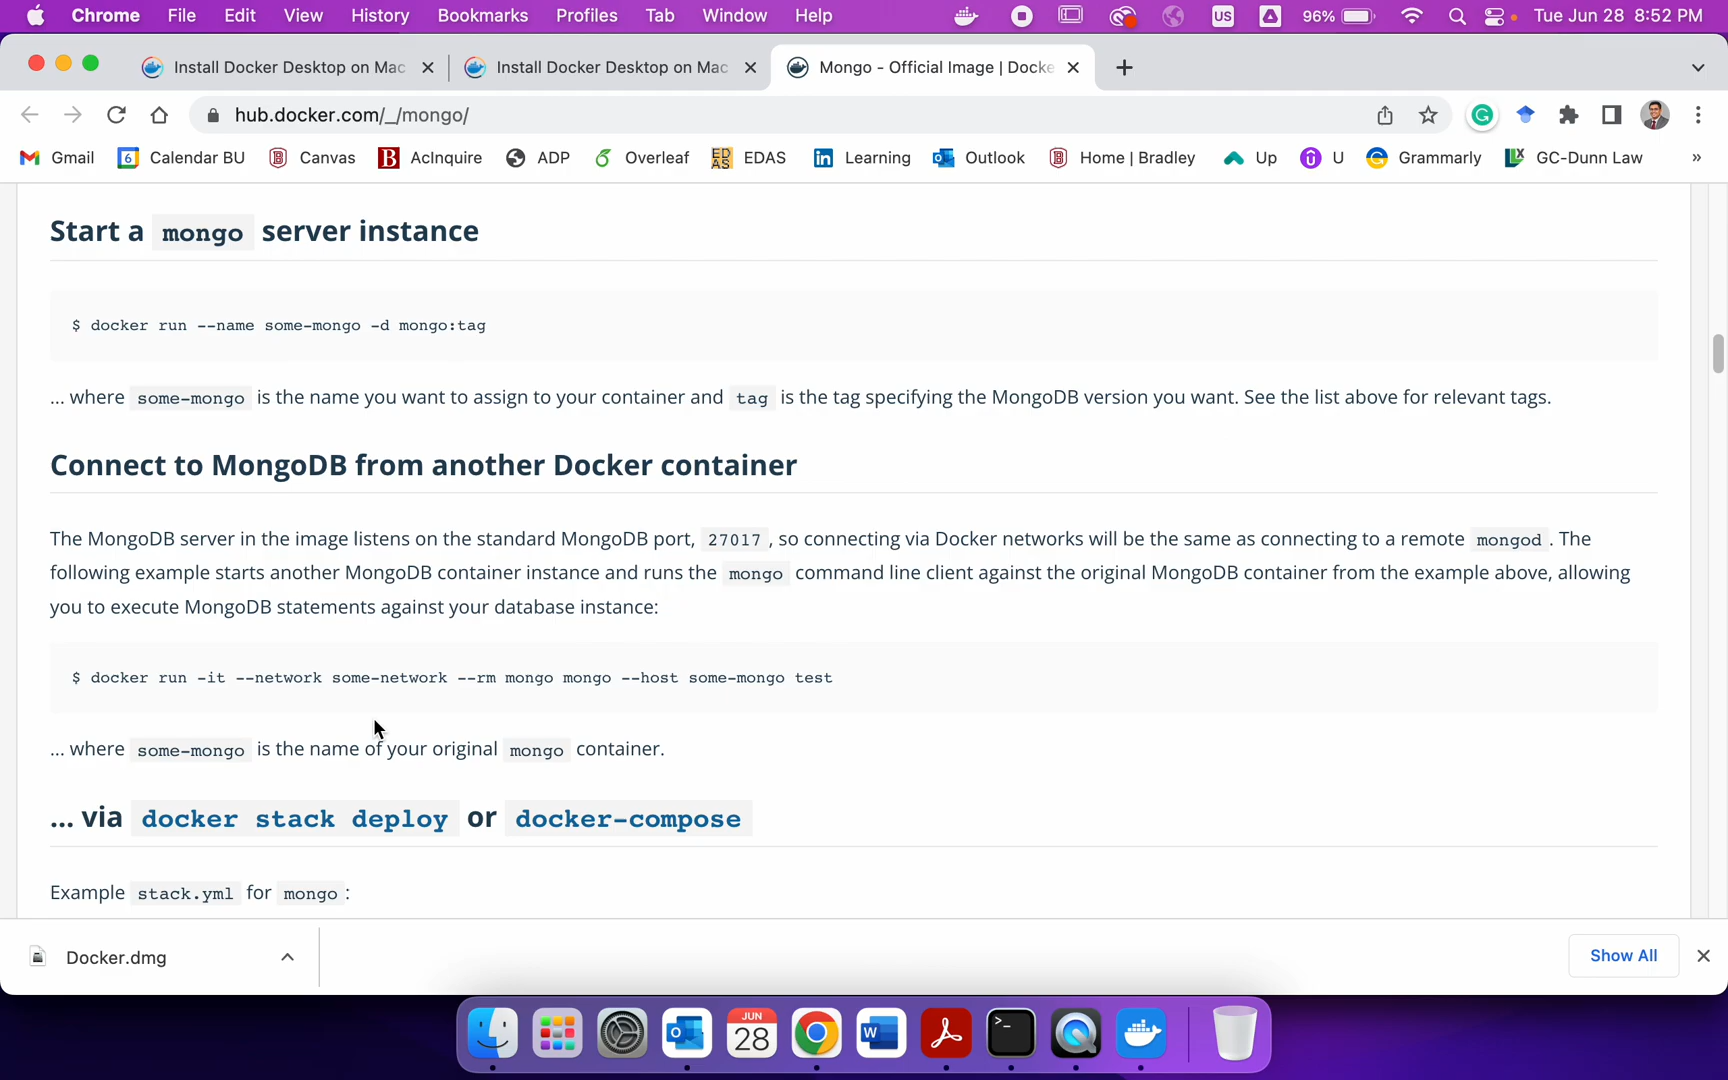 Chrome File Edit View History Bookmarks Profiles Tab Window Help US 96% Tue Jun 28 8:52 PM
Install Docker Desktop on Mac Install Docker Desktop on Mac Mongo - Official Image | Docke
hub.docker.com/_/mongo/
Gmail 6 Calendar BU Canvas B AcInquire ADP Overleaf EDAS EDAS Learning Outlook Home | Bradley Up U Grammarly GC-Dunn Law »
Start a mongo server instance
$ docker run --name some-mongo -d mongo:tag
... where some-mongo is the name you want to assign to your container and tag is the tag specifying the MongoDB version you want. See the list above for relevant tags.
Connect to MongoDB from another Docker container
The MongoDB server in the image listens on the standard MongoDB port, 27017, so connecting via Docker networks will be the same as connecting to a remote mongod. The
following example starts another MongoDB container instance and runs the mongo command line client against the original MongoDB container from the example above, allowing
you to execute MongoDB statements against your database instance:
$ docker run -it --network some-network --rm mongo mongo --host some-mongo test
... where some-mongo is the name of your original mongo container.
... via docker stack deploy or docker-compose
Example stack.yml for mongo:
Docker.dmg Show All
JUN
28